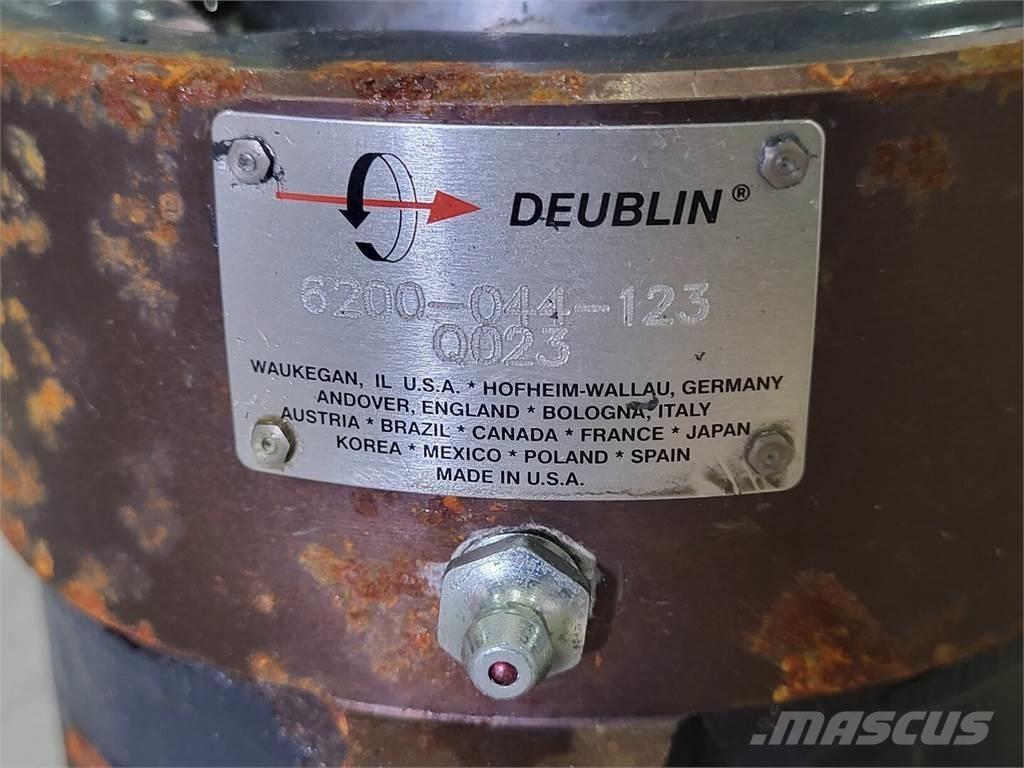 DEUBLIN®
6200-044-123
Q023
WAUKEGAN, IL U.S.A. * HOFHEIM-WALLAU, GERMANY
ANDOVER, ENGLAND * BOLOGNA, ITALY
AUSTRIA * BRAZIL * CANADA * FRANCE * JAPAN
KOREA * MEXICO * POLAND * SPAIN
MADE IN U.S.A.
MASCUS